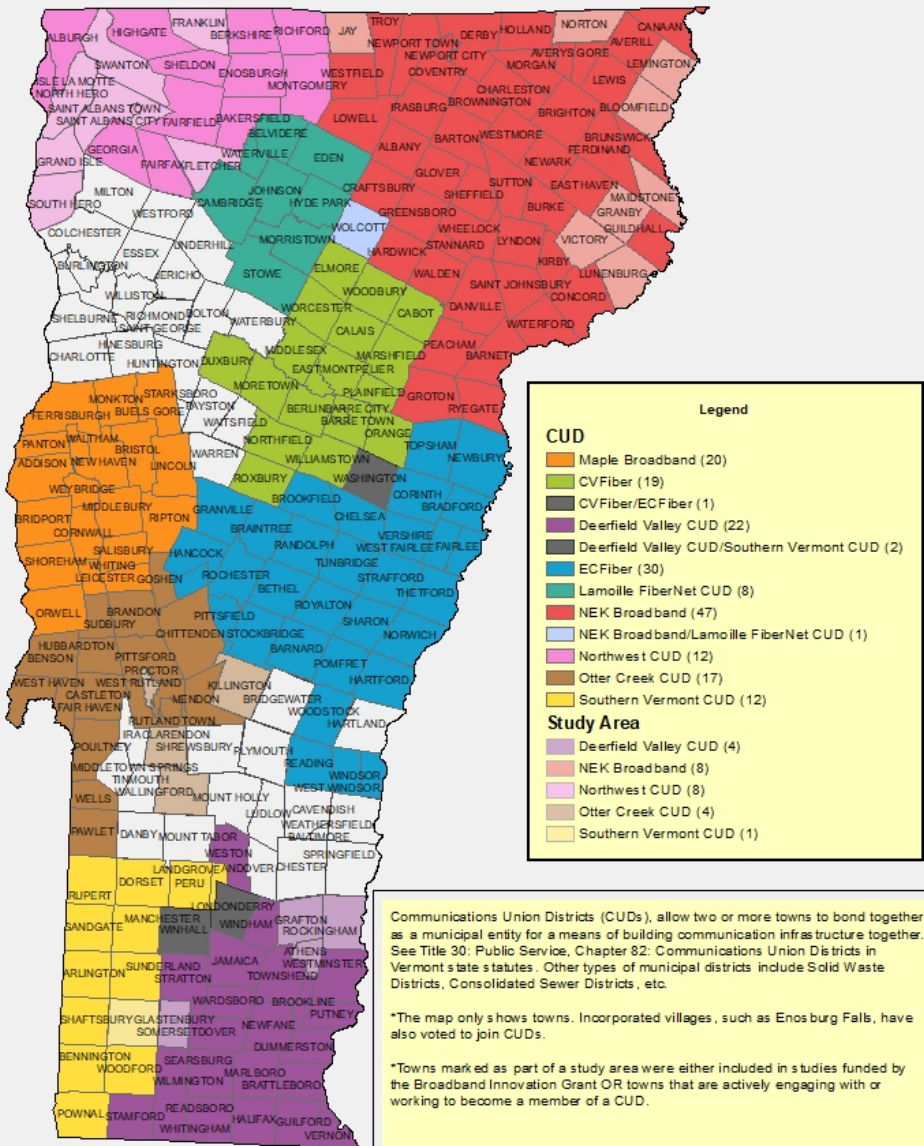 ALBURGH
HIGHGATE
FRANKLIN
BERKSHIRE
RICHFORD
JAY
TROY
NEWPORT TOWN
DERBY
HOLLAND
NORTON
CANAAN
AVERILL
NEWPORT CITY
AVERYS GORE
LEMINGTON
SWANTON
SHELDON
ENOSBURGH
MONTGOMERY
WESTFIELD
COVENTRY
MORGAN
LEWIS
ISLE LA MOTTE
NORTH HERO
CHARLESTON
BROWNINGTON
BRIGHTON
BLOOMFIELD
SAINT ALBANS TOWN
SAINT ALBANS CITY
FAIRFIELD
BAKERSFIELD
LOWELL
IRASBURG
BELVIDERE
BARTON
WESTMORE
BRUNSWICK
FERDINAND
GEORGIA
WATERVILLE
EDEN
ALBANY
NEWARK
GRAND ISLE
FAIRFAX
FLETCHER
GLOVER
SUTTON
EAST HAVEN
MAIDSTONE
MILTON
CAMBRIDGE
JOHNSON
HYDE PARK
CRAFTSBURY
SHEFFIELD
BURKE
GRANBY
GUILDHALL
SOUTH HERO
WESTFORD
WOLCOTT
GREENSBORO
WHEELOCK
LYNDON
VICTORY
COLCHESTER
ESSEX
UNDERHILL
MORRISTOWN
HARDWICK
STANNARD
KIRBY
LUNENBURG
BURLINGTON
JERICHO
STOWE
ELMORE
WALDEN
SAINT JOHNSBURY
CONCORD
WILLISTON
WOODBURY
DANVILLE
SHELBURNE
RICHMOND
SAINT GEORGE
BOLTON
WATERBURY
WORCESTER
CABOT
WATERFORD
CALAIS
HINESBURG
CHARLOTTE
HUNTINGTON
DUXBURY
MIDDLESEX
MARSHFIELD
PEACHAM
BARNET
EAST MONTPELIER
MORETOWN
PLAINFIELD
GROTON
RYEGATE
MONKTON
STARKSBORO
BUELS GORE
FAYSTON
WAITSFIELD
BERLIN
BARRE CITY
BARRE TOWN
FERRISBURGH
ORANGE
TOPSHAM
NEWBURY
PANTON
WALTHAM
BRISTOL
NORTHFIELD
WILLIAMSTOWN
ADDISON
NEW HAVEN
LINCOLN
WARREN
ROXBURY
WASHINGTON
CORINTH
WEYBRIDGE
GRANVILLE
BROOKFIELD
BRADFORD
CHELSEA
BRIDPORT
MIDDLEBURY
RIPTON
BRAINTREE
VERSHIRE
CORNWALL
HANCOCK
RANDOLPH
WEST FAIRLEE
FAIRLEE
SALISBURY
TUNBRIDGE
SHOREHAM
WHITING
LEICESTER
GOSHEN
ROCHESTER
BETHEL
STRAFFORD
THETFORD
ORWELL
BRANDON
SUDBURY
PITTSFIELD
ROYALTON
SHARON
CHITTENDEN
STOCKBRIDGE
NORWICH
HUBBARDTON
BENSON
PITTSFORD
BARNARD
POMFRET
PROCTOR
HARTFORD
WEST HAVEN
WEST RUTLAND
KILLINGTON
CASTLETON
MENDON
BRIDGEWATER
FAIR HAVEN
WOODSTOCK
HARTLAND
RUTLAND TOWN
IRA
CLARENDON
SHREWSBURY
PLYMOUTH
POULTNEY
READING
MIDDLETOWN SPRINGS
WINDSOR
TINMOUTH
WEST WINDSOR
WALLINGFORD
WELLS
MOUNT HOLLY
CAVENDISH
LUDLOW
WEATHERSFIELD
BALTIMORE
PAWLET
DANBY
MOUNT TABOR
WESTON
SPRINGFIELD
LANDGROVE
ANDOVER
CHESTER
PERU
DORSET
RUPERT
LONDONDERRY
GRAFTON
SANDGATE
MANCHESTER
WINHALL
WINDHAM
ROCKINGHAM
ATHENS
JAMAICA
WESTMINSTER
ARLINGTON
SUNDERLAND
STRATTON
TOWNSHEND
WARDSBORO
BROOKLINE
PUTNEY
SHAFTSBURY
GLASTENBURY
SOMERSET
DOVER
NEWFANE
DUMMERSTON
BENNINGTON
SEARSBURG
WOODFORD
WILMINGTON
MARLBORO
BRATTLEBORO
POWNAL
STAMFORD
READSBORO
WHITINGHAM
HALIFAX
GUILFORD
VERNON
Legend
CUD
Maple Broadband (20)
CVFiber (19)
CVFiber/ECFiber (1)
Deerfield Valley CUD (22)
Deerfield Valley CUD/Southern Vermont CUD (2)
ECFiber (30)
Lamoille FiberNet CUD (8)
NEK Broadband (47)
NEK Broadband/Lamoille FiberNet CUD (1)
Northwest CUD (12)
Otter Creek CUD (17)
Southern Vermont CUD (12)
Study Area
Deerfield Valley CUD (4)
NEK Broadband (8)
Northwest CUD (8)
Otter Creek CUD (4)
Southern Vermont CUD (1)
Communications Union Districts (CUDs), allow two or more towns to bond together
as a municipal entity for a means of building communication infrastructure together.
See Title 30: Public Service, Chapter 82: Communications Union Districts in
Vermont state statutes. Other types of municipal districts include Solid Waste
Districts, Consolidated Sewer Districts, etc.
*The map only shows towns. Incorporated villages, such as Enosburg Falls, have
also voted to join CUDs.
*Towns marked as part of a study area were either included in studies funded by
the Broadband Innovation Grant OR towns that are actively engaging with or
working to become a member of a CUD.